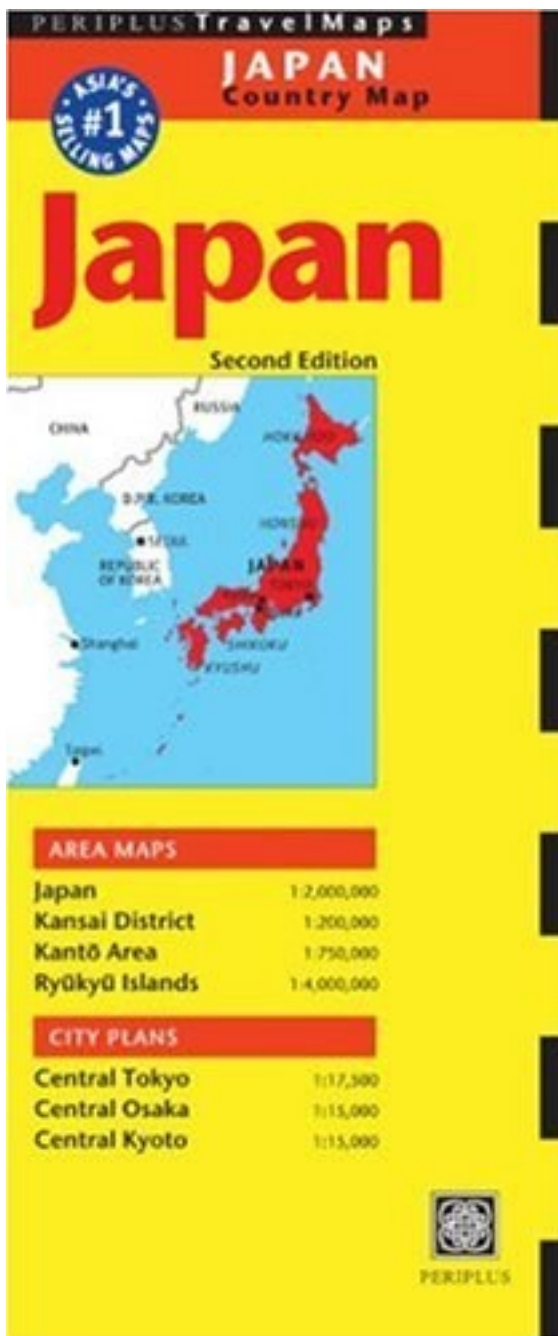 PERIPLUS TravelMaps
JAPAN
Country Map
ASIA'S
#1
SELLING MAPS
Japan
Second Edition
RUSSIA
CHINA
HOKKAIDO
D.P.R. KOREA
HONSHU
SEOUL
JAPAN
REPUBLIC
OF KOREA
TOKYO
Shanghai
SHIKOKU
KYUSHU
Taipei
AREA MAPS
Japan 1:2,000,000
Kansai District 1:200,000
Kantō Area 1:750,000
Ryūkyū Islands 1:4,000,000
CITY PLANS
Central Tokyo 1:17,500
Central Osaka 1:15,000
Central Kyoto 1:15,000
PERIPLUS